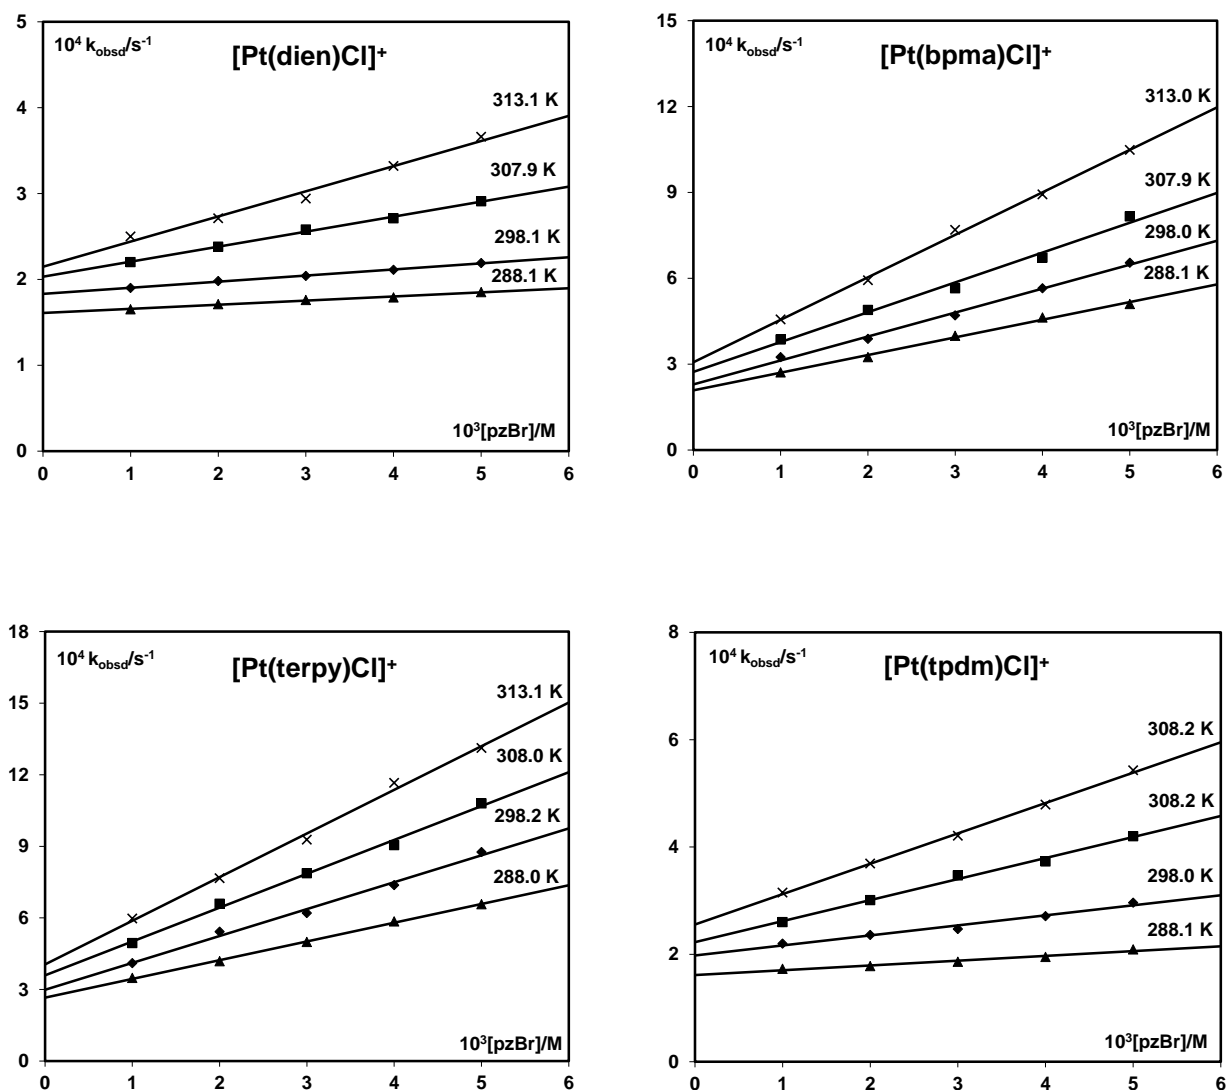 5
4
3
2
1
0
10⁴ k_obsd/s⁻¹
[Pt(dien)Cl]⁺
313.1 K
307.9 K
298.1 K
288.1 K
10³[pzBr]/M
0 1 2 3 4 5 6
15
12
9
6
3
0
10⁴ k_obsd/s⁻¹
[Pt(bpma)Cl]⁺
313.0 K
307.9 K
298.0 K
288.1 K
10³[pzBr]/M
0 1 2 3 4 5 6
18
15
12
9
6
3
0
10⁴ k_obsd/s⁻¹
[Pt(terpy)Cl]⁺
313.1 K
308.0 K
298.2 K
288.0 K
10³[pzBr]/M
0 1 2 3 4 5 6
8
6
4
2
0
10⁴ k_obsd/s⁻¹
[Pt(tpdm)Cl]⁺
308.2 K
308.2 K
298.0 K
288.1 K
10³[pzBr]/M
0 1 2 3 4 5 6